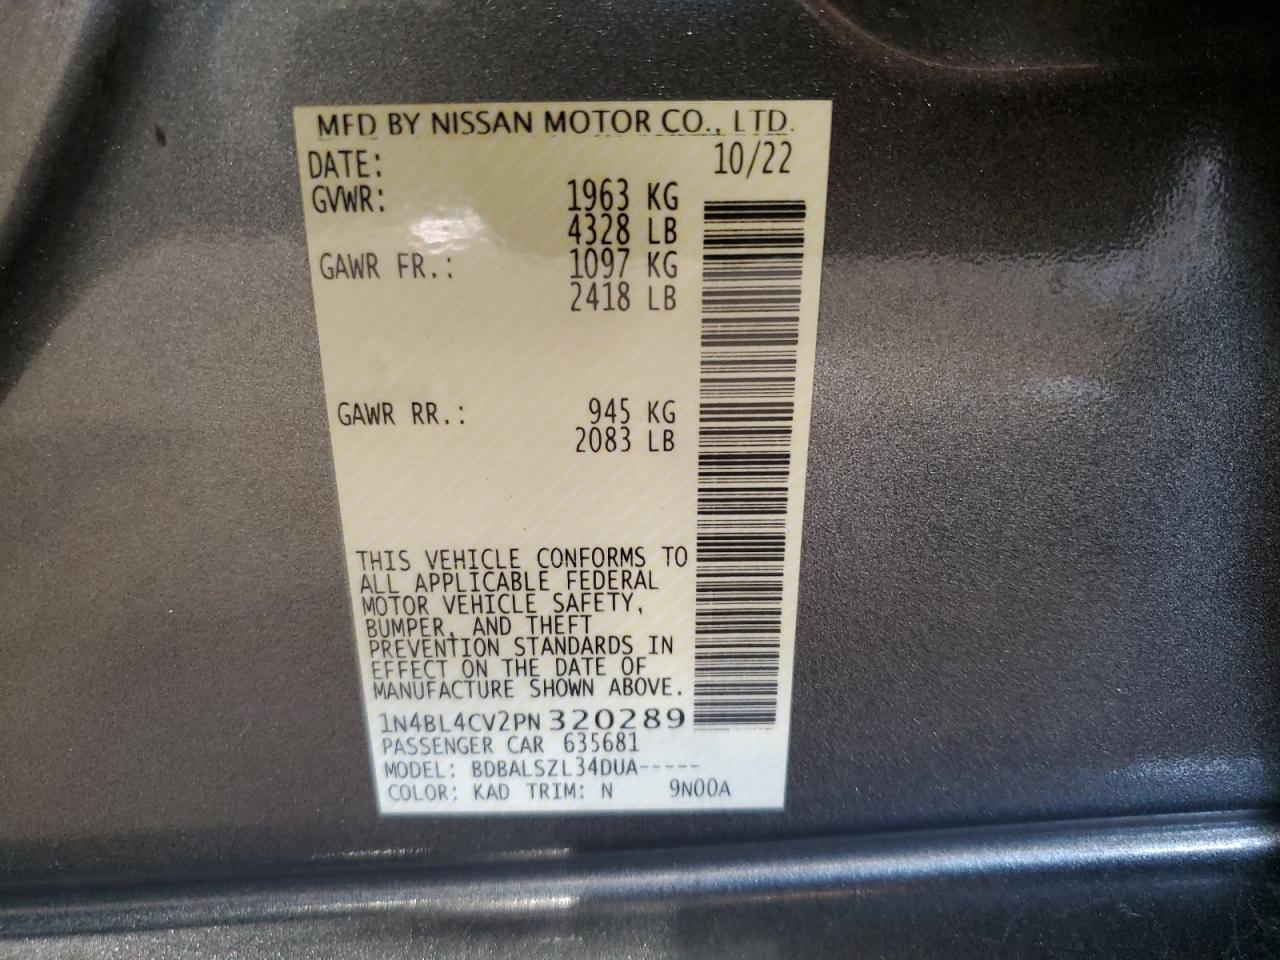 MFD BY NISSAN MOTOR CO., LTD.
DATE: 10/22
GVWR: 1963 KG
4328 LB
GAWR FR.: 1097 KG
2418 LB
GAWR RR.: 945 KG
2083 LB
THIS VEHICLE CONFORMS TO
ALL APPLICABLE FEDERAL
MOTOR VEHICLE SAFETY,
BUMPER, AND THEFT
PREVENTION STANDARDS IN
EFFECT ON THE DATE OF
MANUFACTURE SHOWN ABOVE.
1N4BL4CV2PN320289
PASSENGER CAR 635681
MODEL: BDBALSZL34DUA-----
COLOR: KAD TRIM: N 9N00A